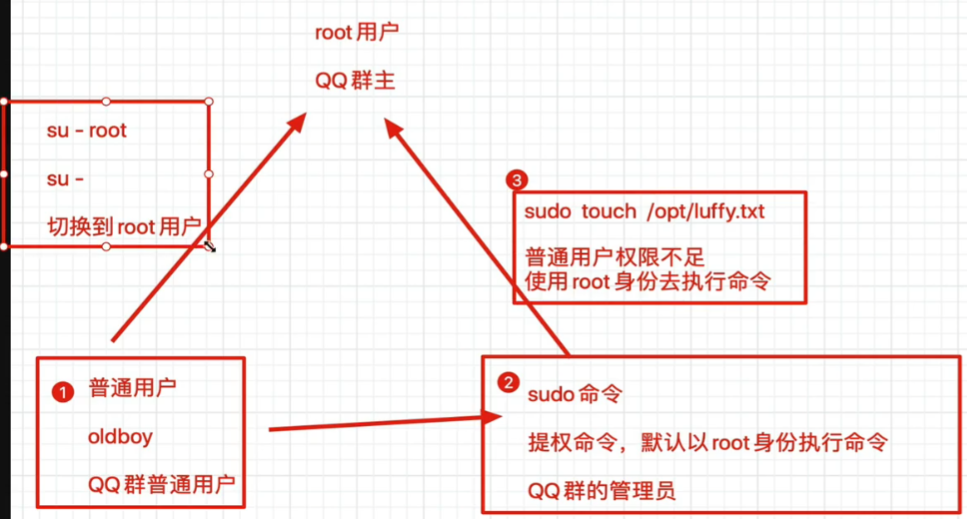 root用户
QQ群主
su - root
su -
切换到root用户
3
sudo touch /opt/luffy.txt
普通用户权限不足
使用root身份去执行命令
1 普通用户
oldboy
QQ群普通用户
2 sudo命令
提权命令，默认以root身份执行命令
QQ群的管理员